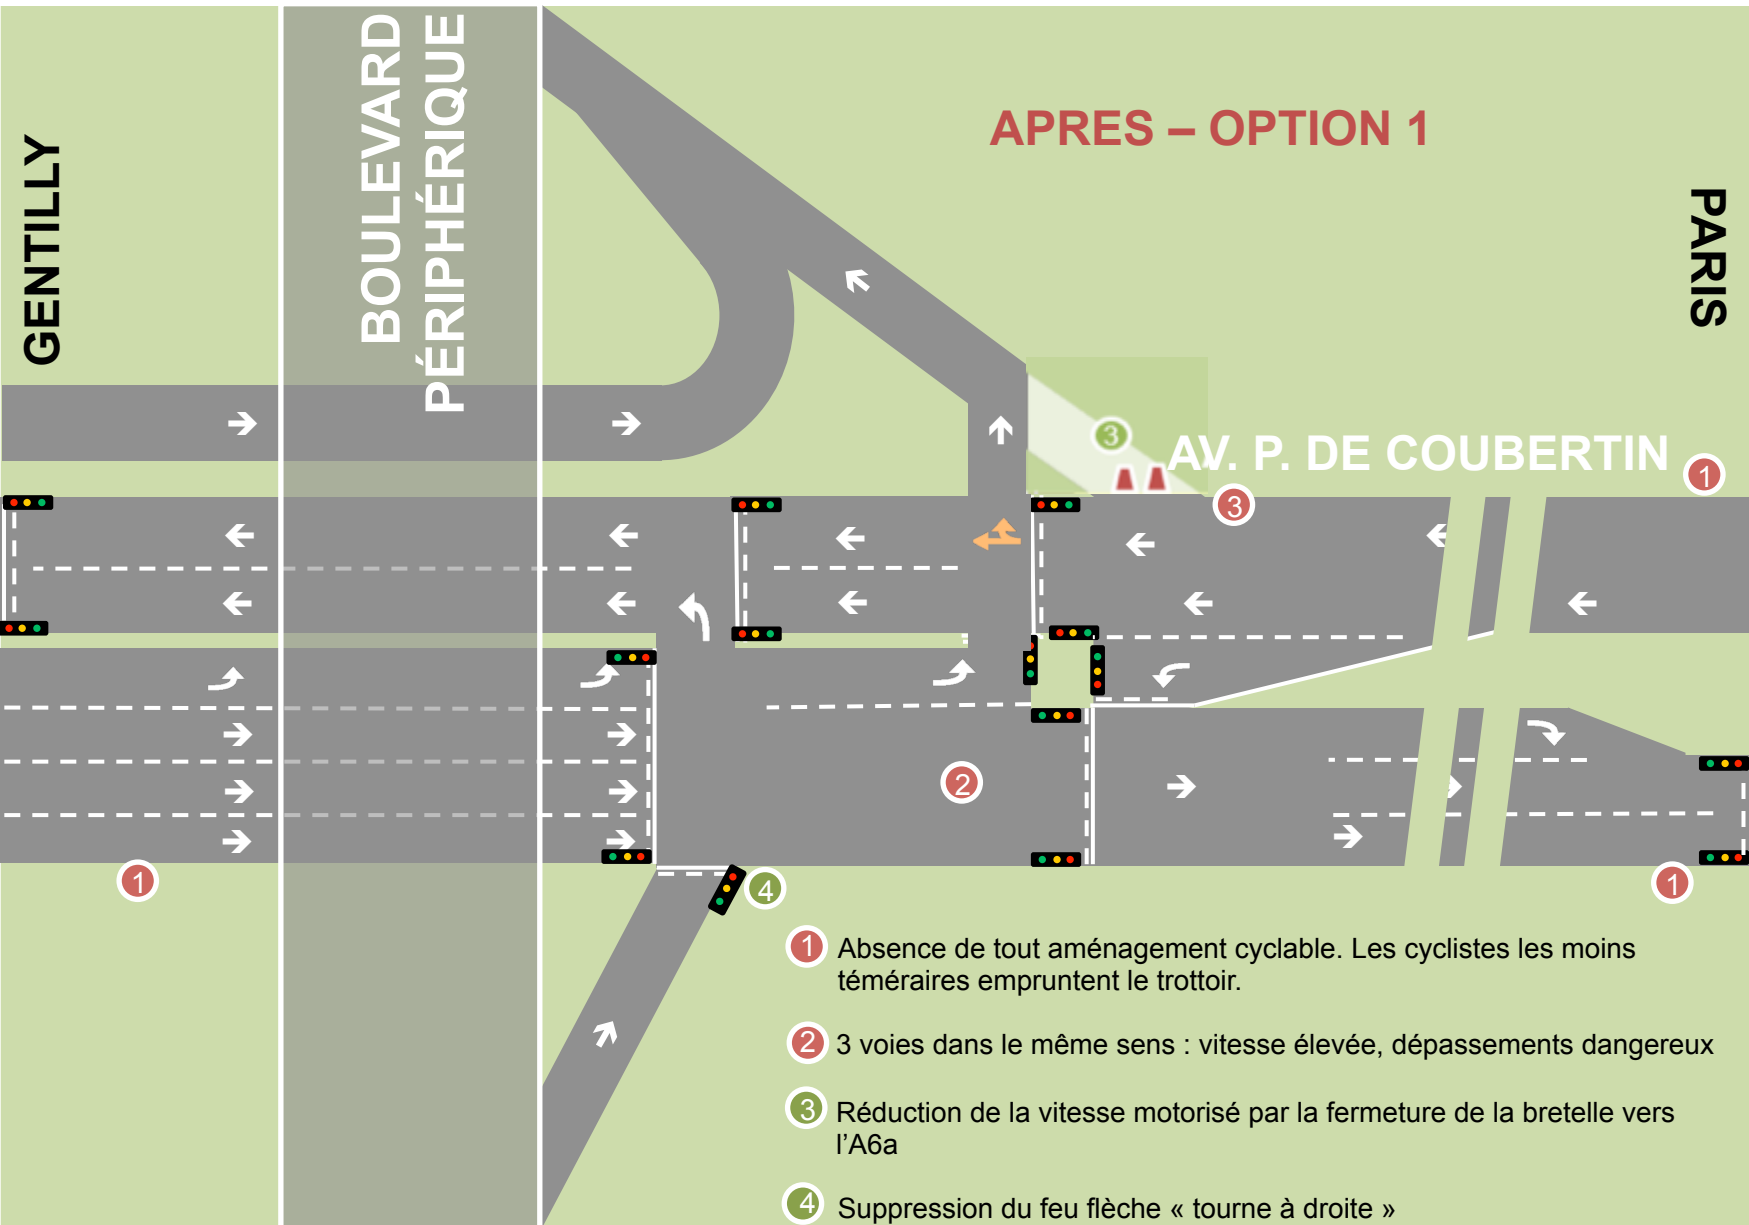 BOULEVARD
PÉRIPHÉRIQUE
GENTILLY
APRES – OPTION 1
PARIS
3
AV. P. DE COUBERTIN
1
3
2
1
4
1
1 Absence de tout aménagement cyclable. Les cyclistes les moins
téméraires empruntent le trottoir.
2 3 voies dans le même sens : vitesse élevée, dépassements dangereux
3 Réduction de la vitesse motorisé par la fermeture de la bretelle vers
l’A6a
4 Suppression du feu flèche « tourne à droite »